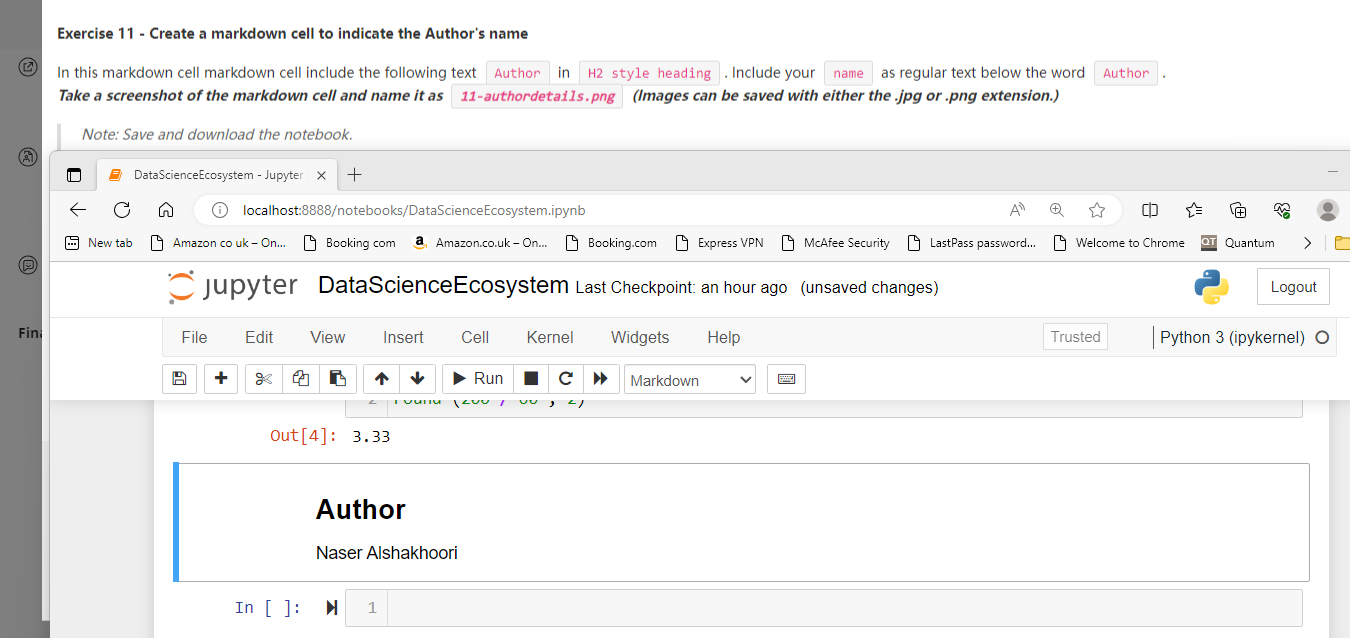 Exercise 11 - Create a markdown cell to indicate the Author's name
In this markdown cell markdown cell include the following text Author in H2 style heading . Include your name as regular text below the word Author .
Take a screenshot of the markdown cell and name it as 11-authordetails.png (Images can be saved with either the .jpg or .png extension.)
Note: Save and download the notebook.
DataScienceEcosystem - Jupyter
localhost:8888/notebooks/DataScienceEcosystem.ipynb
New tab Amazon co uk – On... Booking com Amazon.co.uk – On... Booking.com Express VPN McAfee Security LastPass password... Welcome to Chrome QT Quantum
jupyter DataScienceEcosystem Last Checkpoint: an hour ago (unsaved changes) Logout
Fina
File Edit View Insert Cell Kernel Widgets Help Trusted Python 3 (ipykernel)
Run Markdown
2
Out[4]: 3.33
Author
Naser Alshakhoori
In [ ]: 1